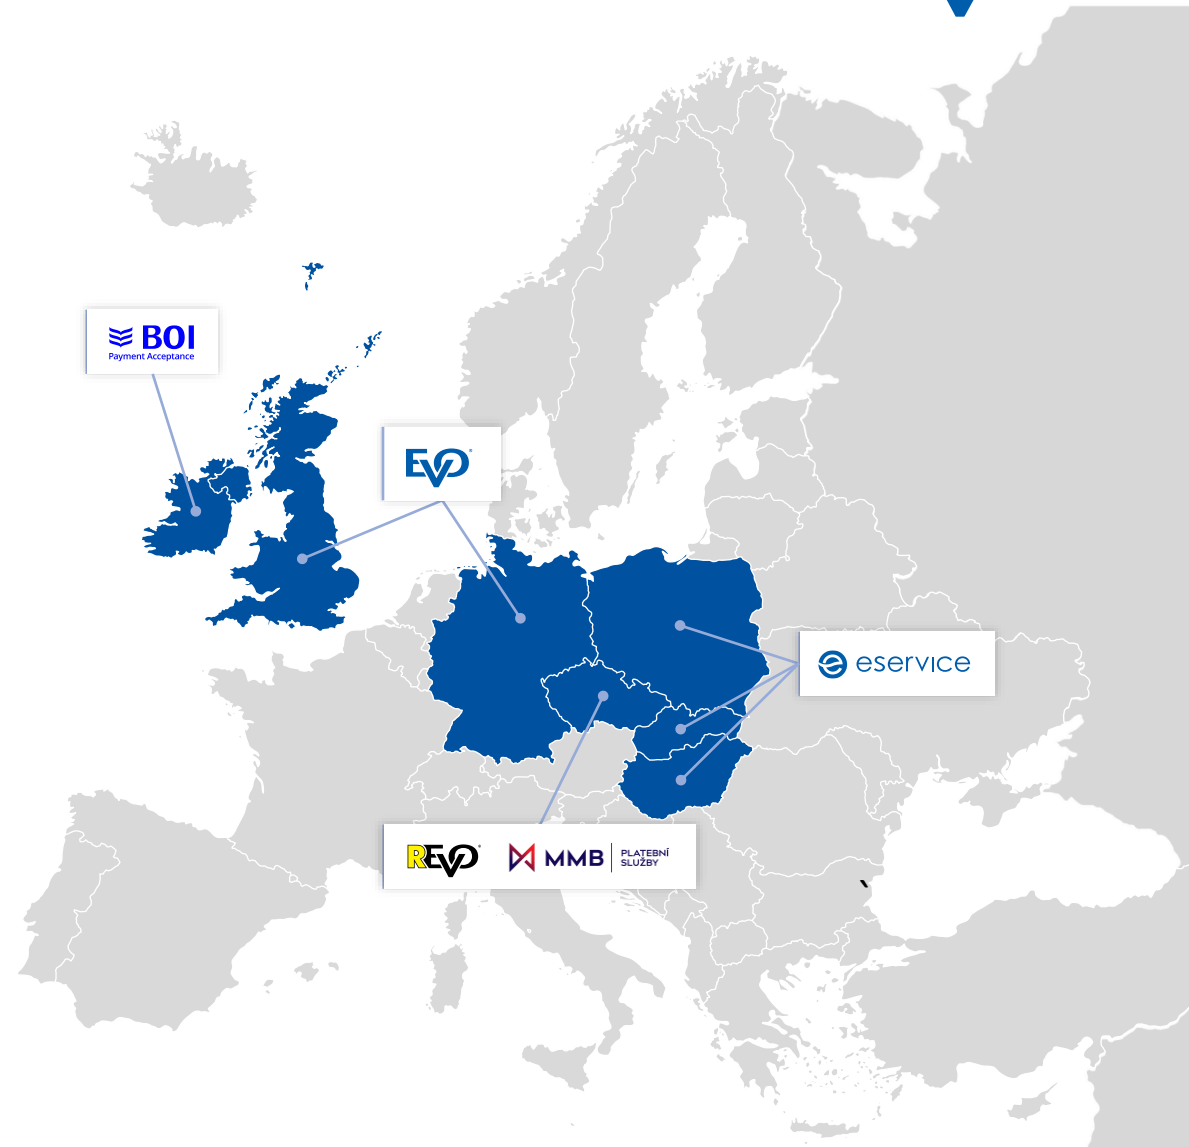 BOI
Payment Acceptance
EVO®
eservice
REVO®
MMB
PLATEBNÍ
SLUŽBY
`